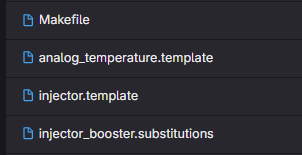 Makefile
analog_temperature.template
injector.template
injector_booster.substitutions